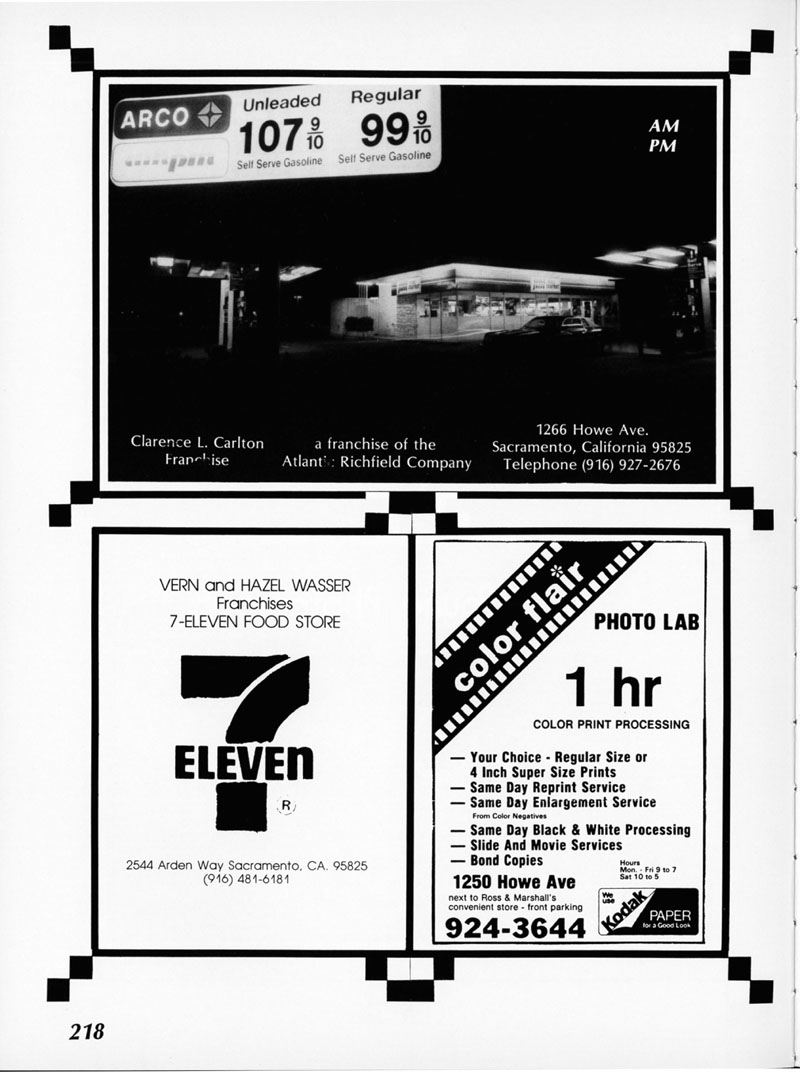 ARCO
Unleaded
107 9/10
Self Serve Gasoline
Regular
99 9/10
Self Serve Gasoline
AM
PM
Clarence L. Carlton
Franchise
a franchise of the
Atlantic Richfield Company
1266 Howe Ave.
Sacramento, California 95825
Telephone (916) 927-2676
VERN and HAZEL WASSER
Franchises
7-ELEVEN FOOD STORE
7
ELEVEn
®
2544 Arden Way Sacramento, CA. 95825
(916) 481-6181
color flair
PHOTO LAB
1 hr
COLOR PRINT PROCESSING
— Your Choice - Regular Size or
4 Inch Super Size Prints
— Same Day Reprint Service
— Same Day Enlargement Service
From Color Negatives
— Same Day Black & White Processing
— Slide And Movie Services
— Bond Copies
Hours
Mon. - Fri 9 to 7
Sat 10 to 5
1250 Howe Ave
next to Ross & Marshall's
convenient store - front parking
924-3644
We
use
Kodak
PAPER
for a Good Look
218